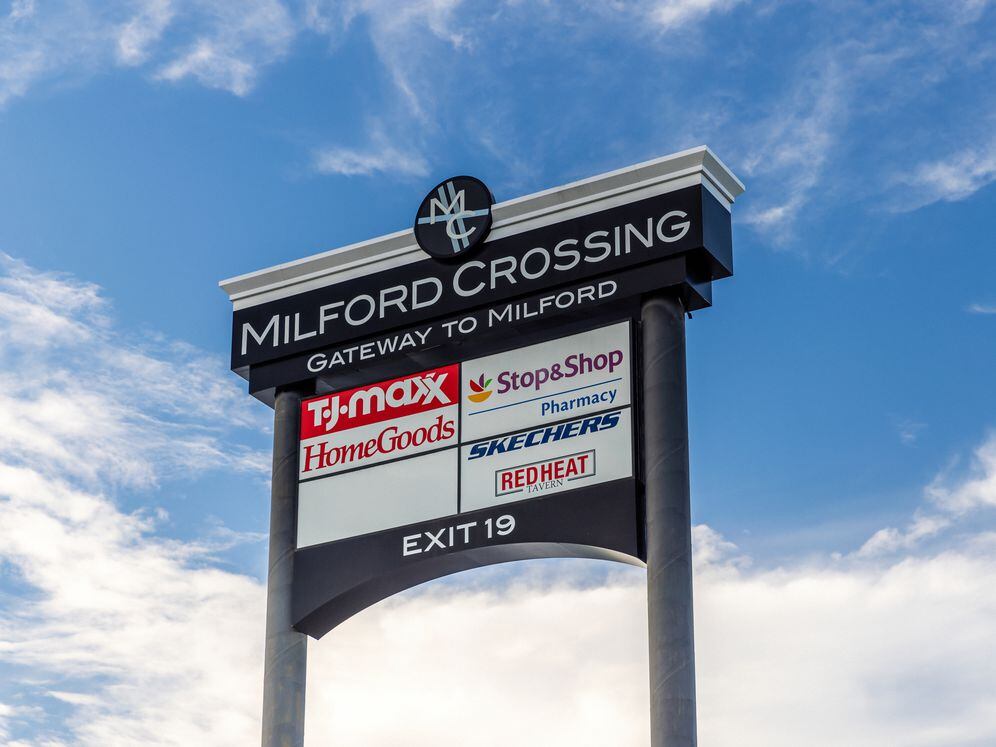 MC
MILFORD CROSSING
GATEWAY TO MILFORD
T·J·maxx
HomeGoods
Stop&Shop
Pharmacy
SKECHERS
RED HEAT
TAVERN
EXIT 19